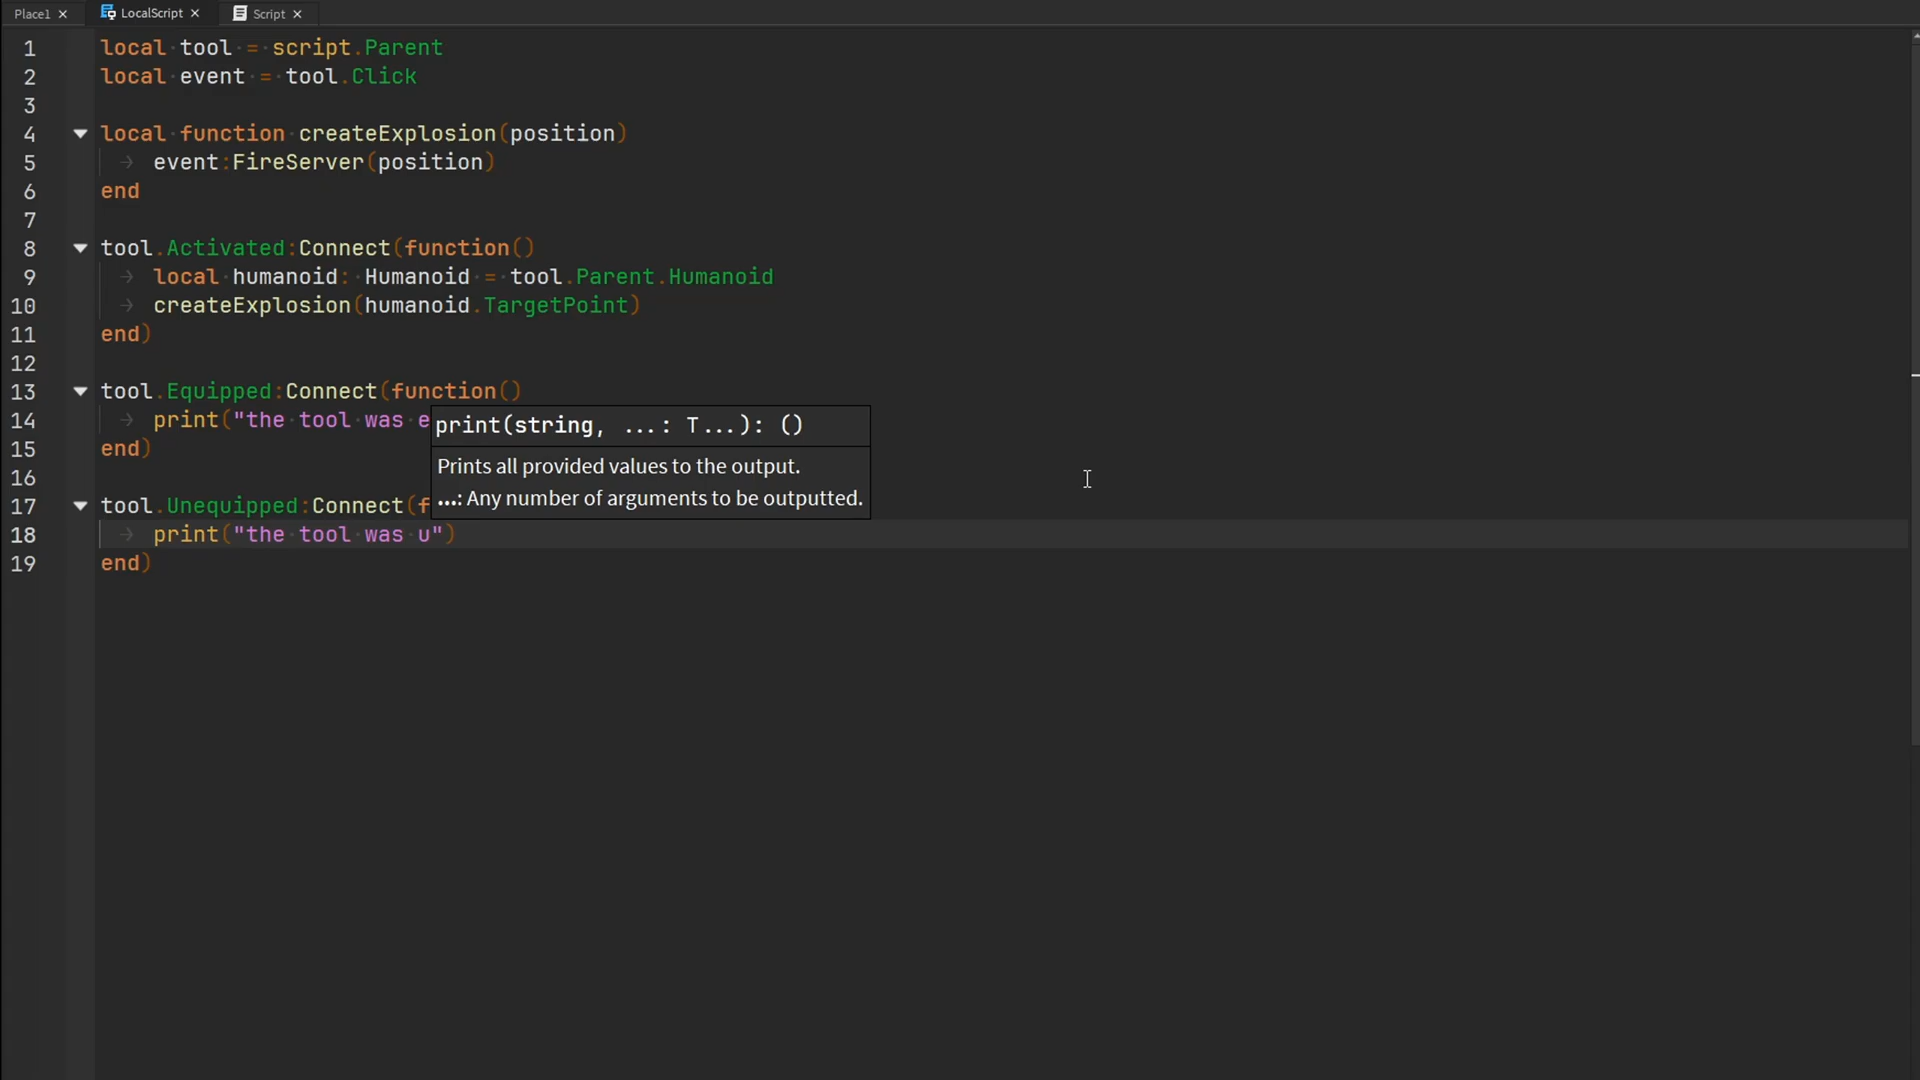 Place1
LocalScript
Script
1 local tool = script.Parent
2 local event = tool.Click
3
4 local function createExplosion(position)
5 event:FireServer(position)
6 end
7
8 tool.Activated:Connect(function()
9 local humanoid: Humanoid = tool.Parent.Humanoid
10 createExplosion(humanoid.TargetPoint)
11 end)
12
13 tool.Equipped:Connect(function()
14 print("the tool was e
print(string, ...: T...): ()
15 end)
Prints all provided values to the output.
16
...: Any number of arguments to be outputted.
17 tool.Unequipped:Connect(f
18 print("the tool was u")
19 end)